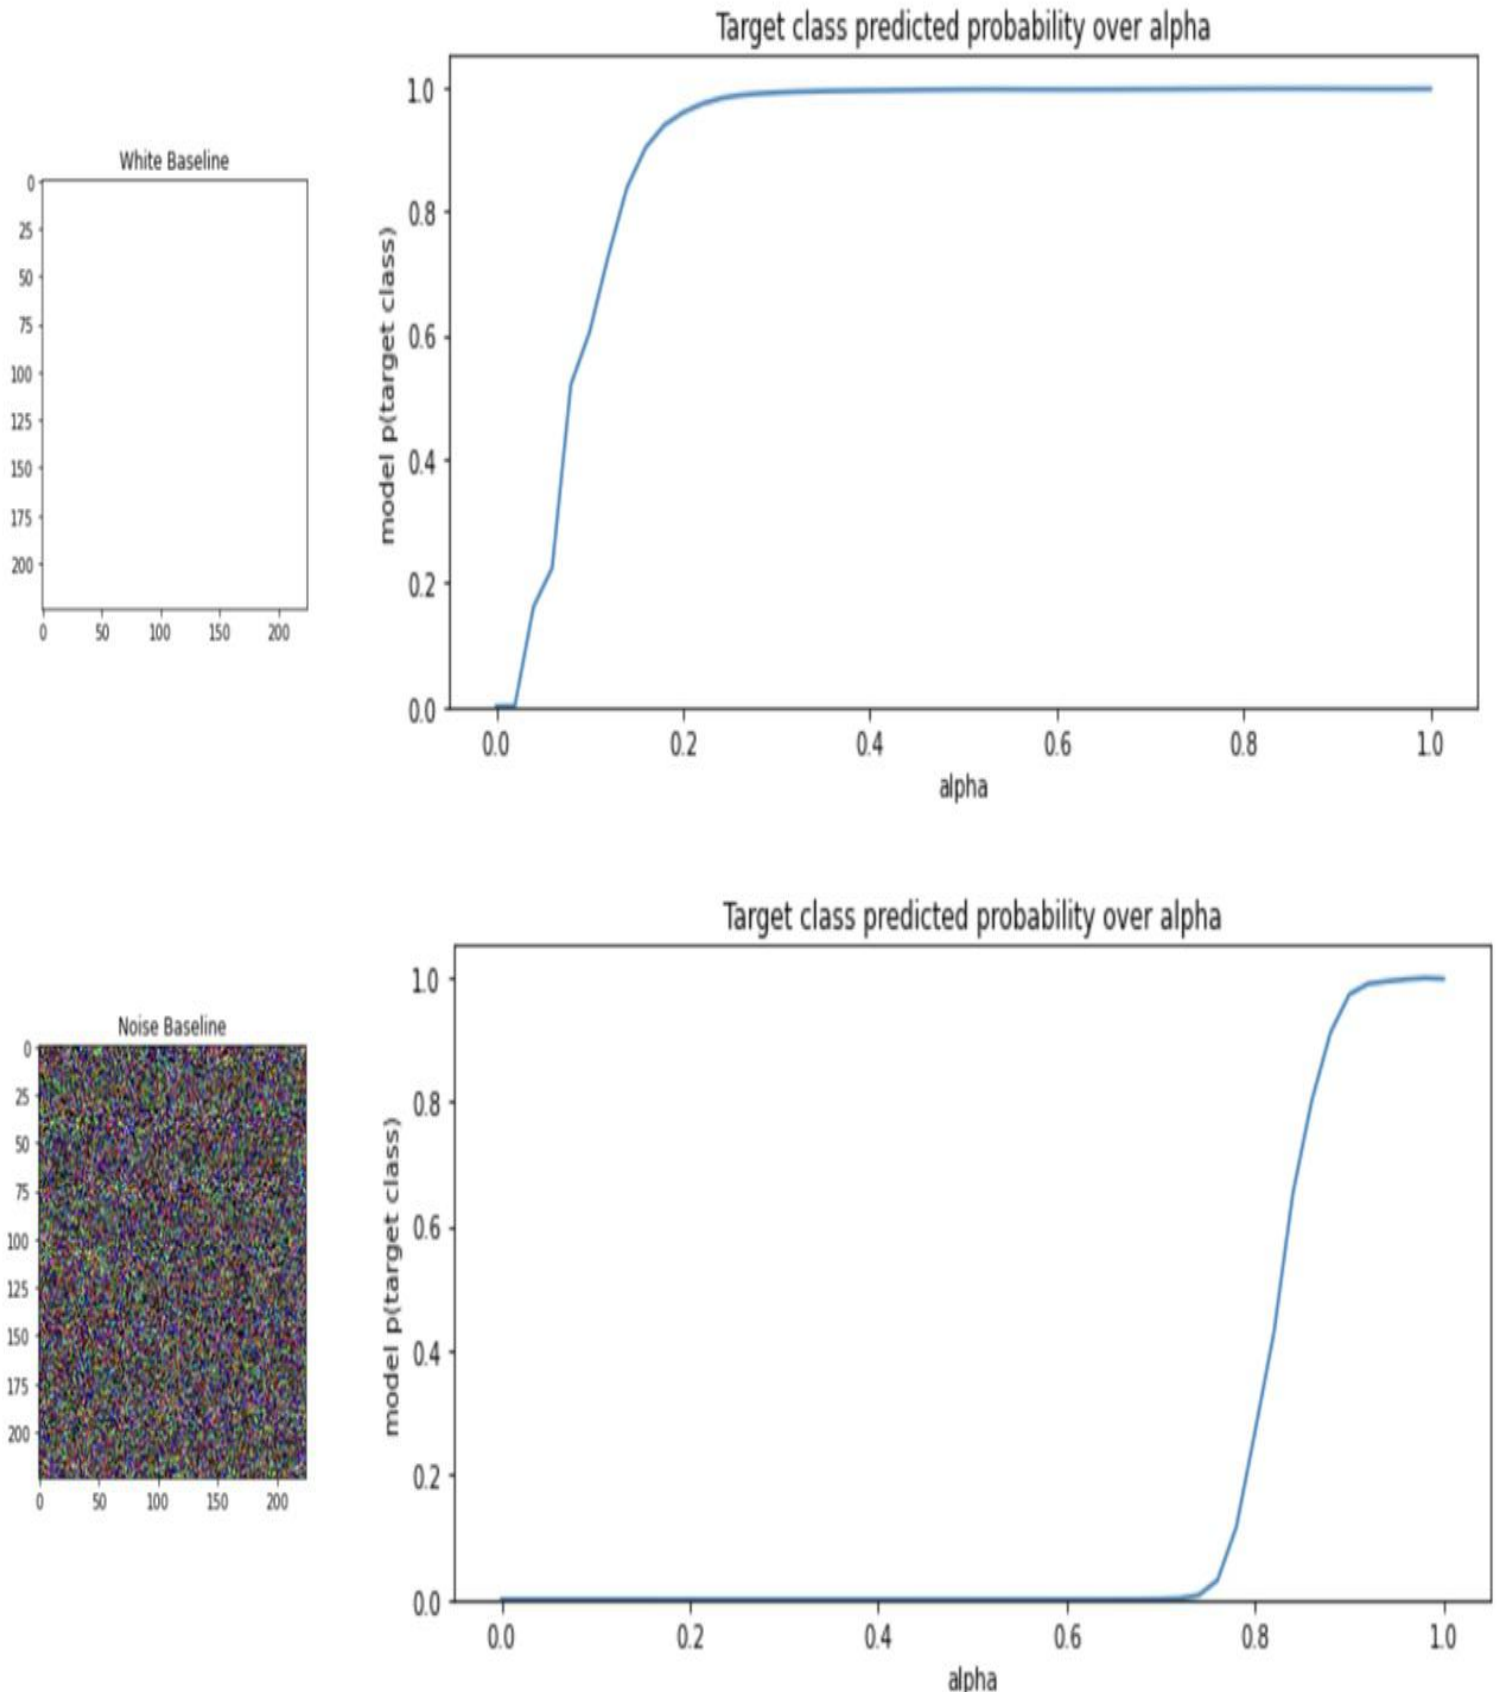 Target class predicted probability over alpha
White Baseline
0
25
50
75
100
125
150
175
200
0 50 100 150 200
model p(target class)
1.0
0.8
0.6
0.4
0.2
0.0
0.0 0.2 0.4 0.6 0.8 1.0
alpha
Target class predicted probability over alpha
Noise Baseline
0
25
50
75
100
125
150
175
200
0 50 100 150 200
model p(target class)
1.0
0.8
0.6
0.4
0.2
0.0
0.0 0.2 0.4 0.6 0.8 1.0
alpha